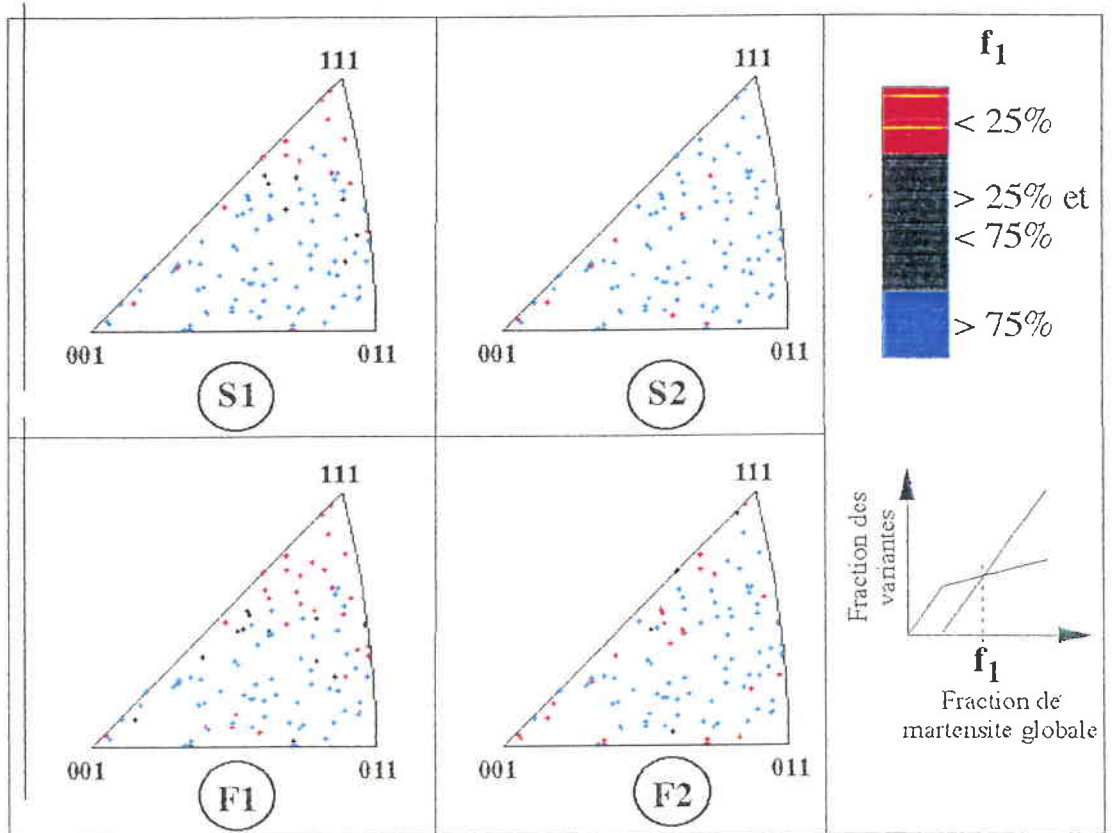 111
001
011
S1
111
001
011
S2
f1
< 25%
> 25% et
< 75%
> 75%
111
001
011
F1
111
001
011
F2
Fraction des
variantes
f1
Fraction de
martensite globale